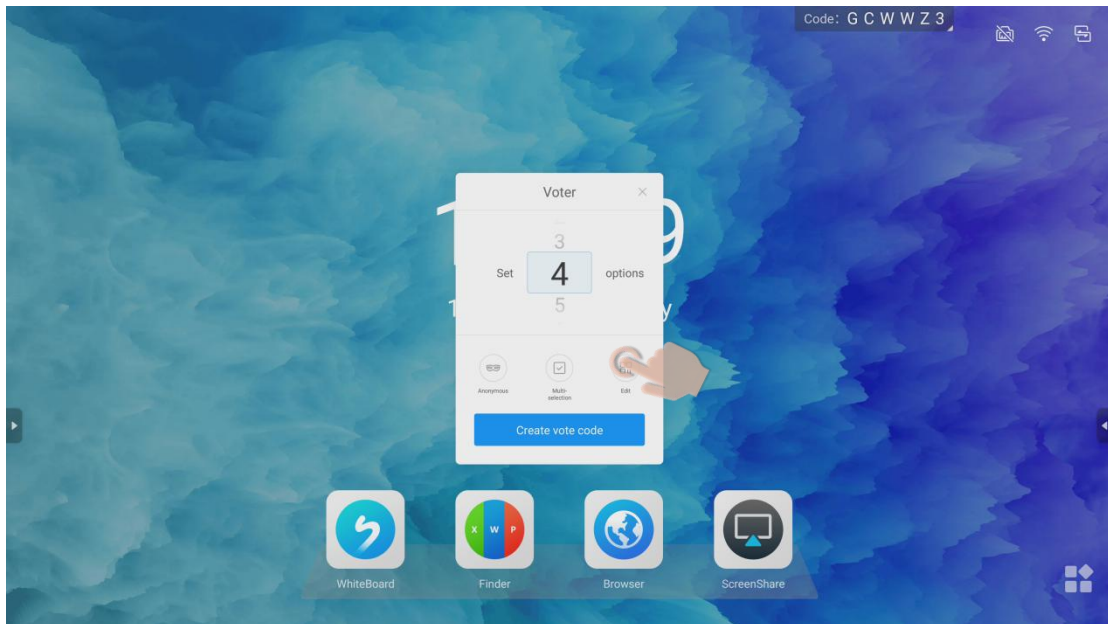 Code: G C W W Z 3
Voter
3
Set 4 options
5
Anonymous
Multi-
selection
Edit
Create vote code
X W P
WhiteBoard
Finder
Browser
ScreenShare